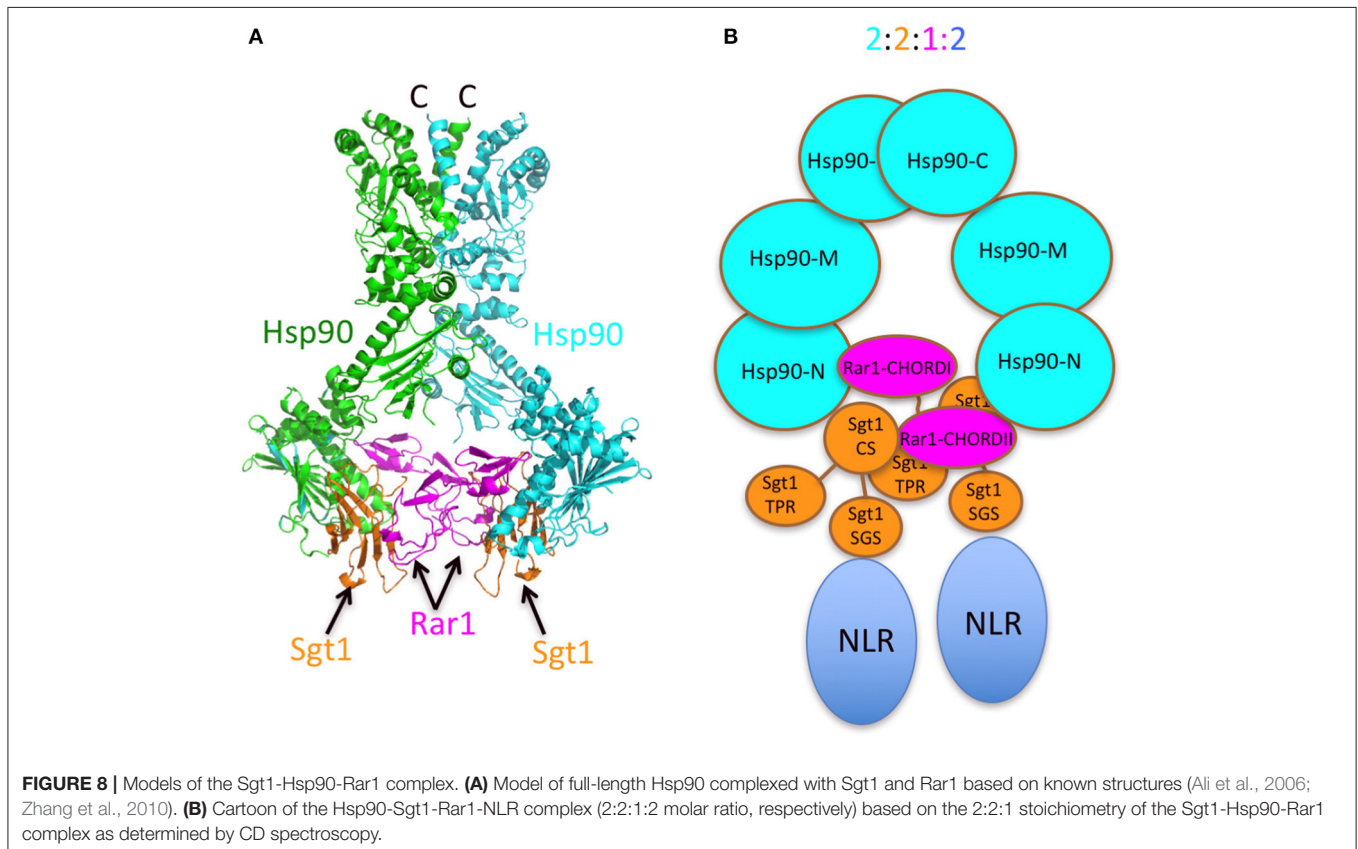 A
B
2:2:1:2
C C
Hsp90
Hsp90
Rar1
Sgt1
Sgt1
Hsp90-
Hsp90-C
Hsp90-M
Hsp90-M
Hsp90-N
Hsp90-N
Rar1-CHORDI
Sgt1
Sgt1
CS
Rar1-CHORDII
Sgt1
TPR
Sgt1
TPR
Sgt1
SGS
Sgt1
SGS
NLR
NLR
FIGURE 8 | Models of the Sgt1-Hsp90-Rar1 complex. (A) Model of full-length Hsp90 complexed with Sgt1 and Rar1 based on known structures (Ali et al., 2006;
Zhang et al., 2010). (B) Cartoon of the Hsp90-Sgt1-Rar1-NLR complex (2:2:1:2 molar ratio, respectively) based on the 2:2:1 stoichiometry of the Sgt1-Hsp90-Rar1
complex as determined by CD spectroscopy.